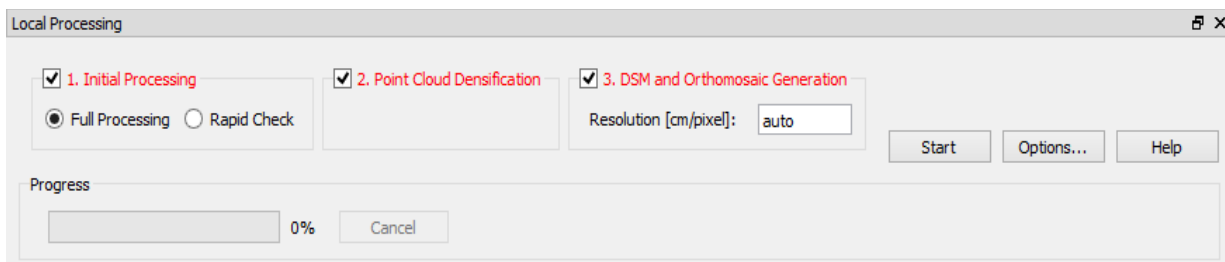 Local Processing
1. Initial Processing
2. Point Cloud Densification
3. DSM and Orthomosaic Generation
Full Processing
Rapid Check
Resolution [cm/pixel]:
auto
Start
Options...
Help
Progress
0%
Cancel